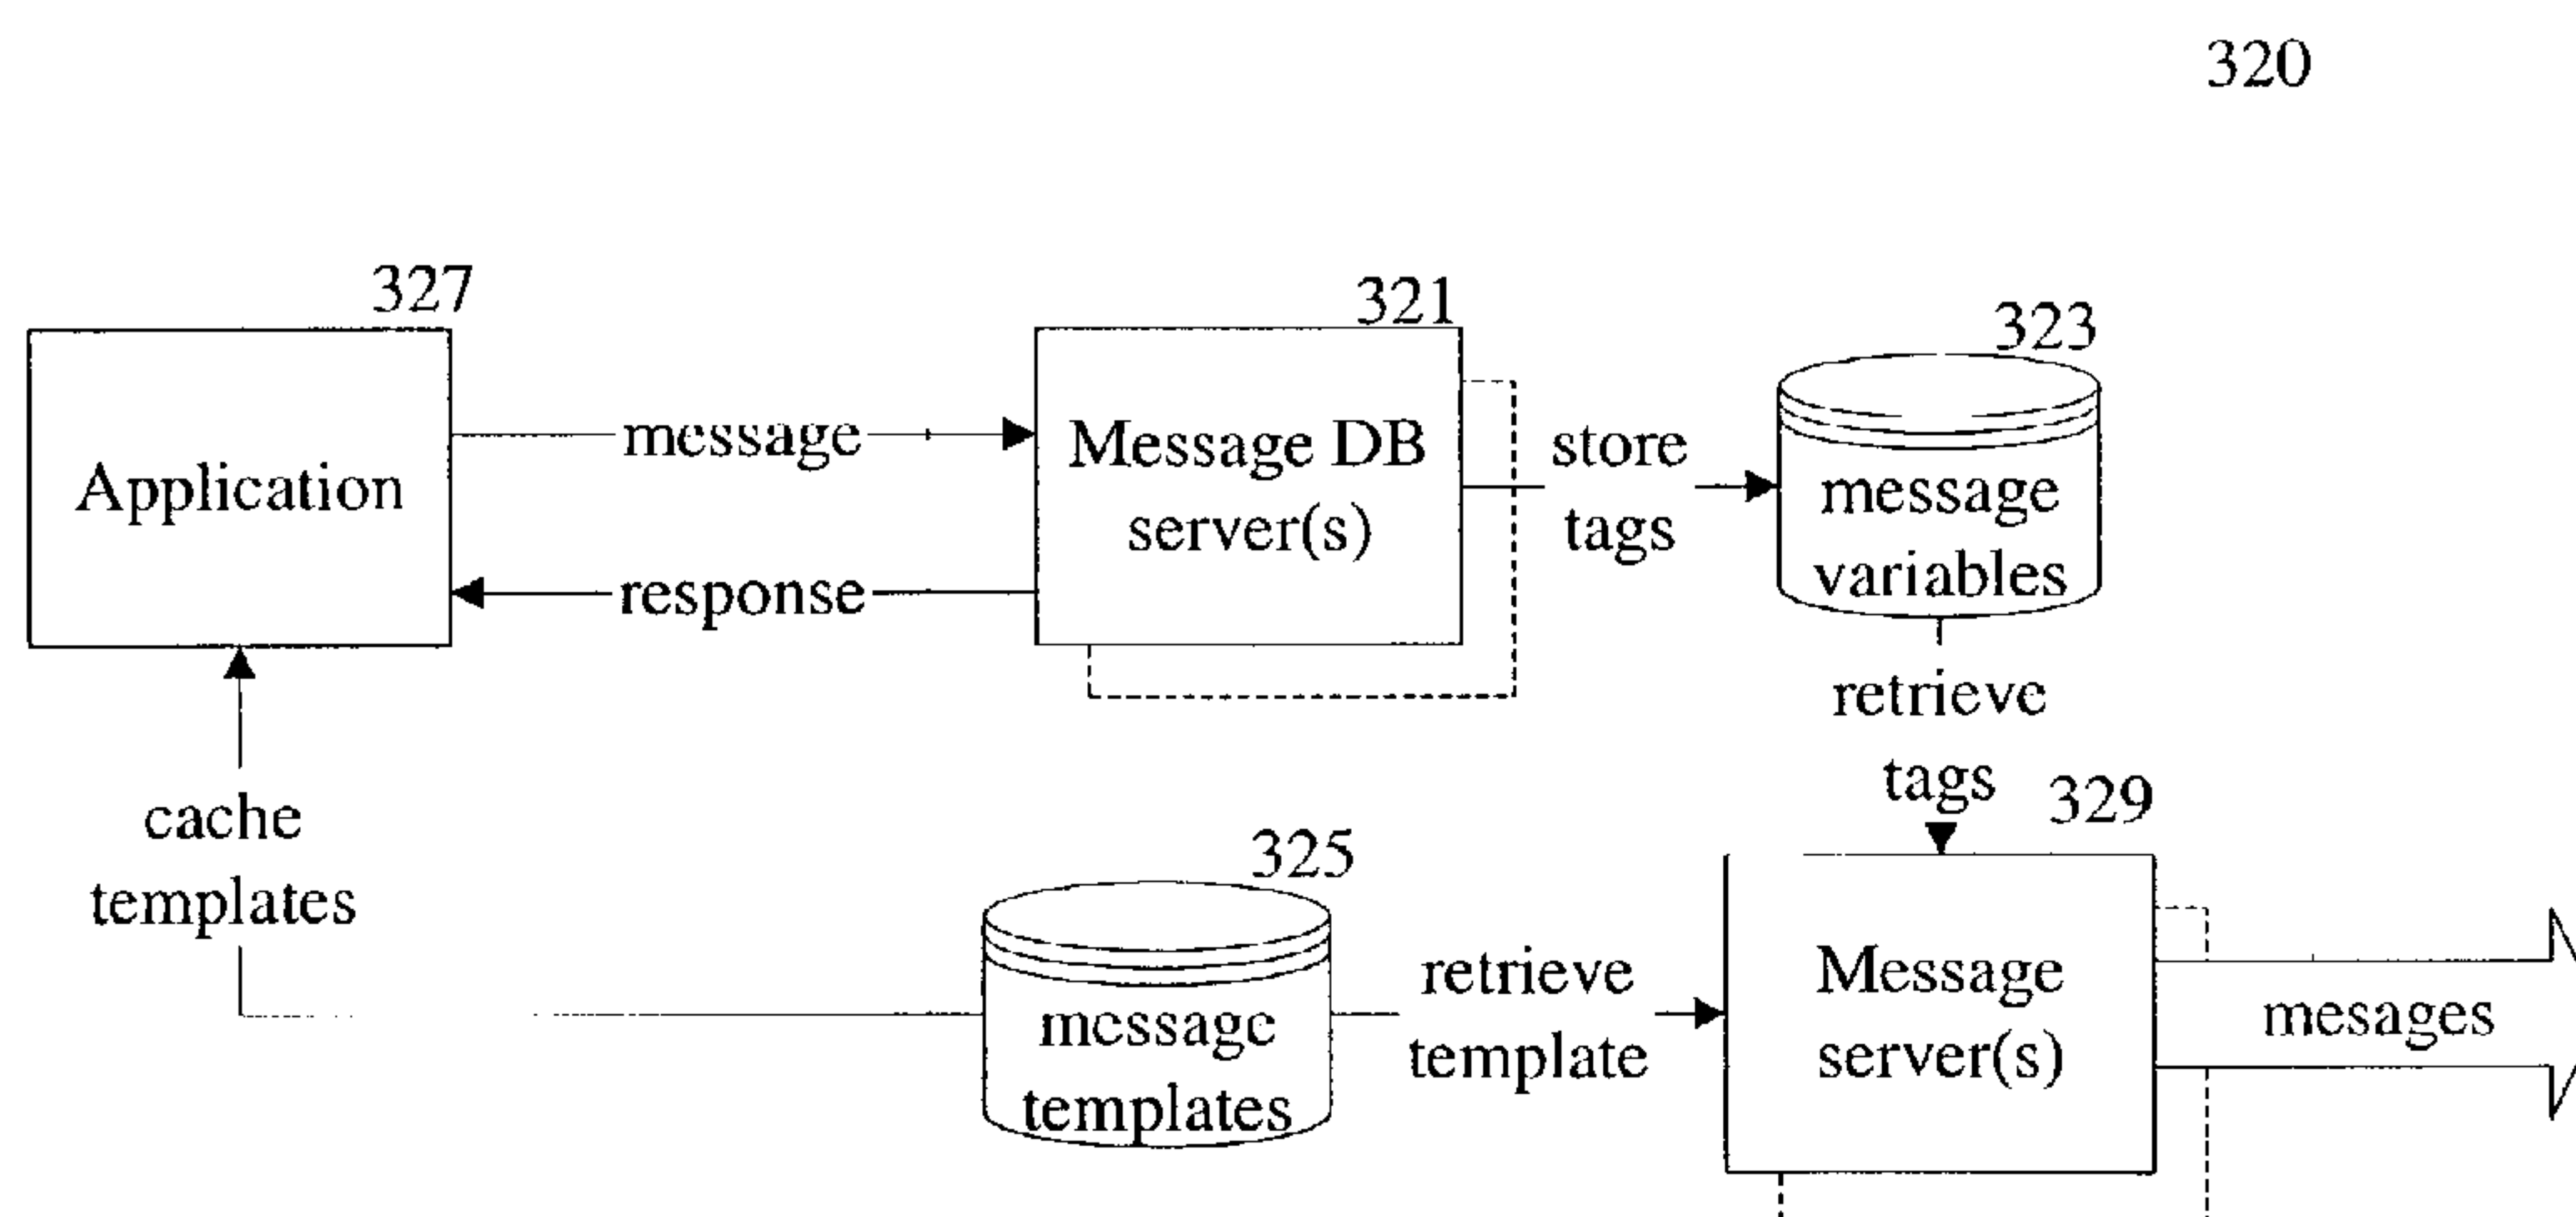 320
327
321
323
Application
message
response
Message DB
server(s)
store
tags
message
variables
retrieve
tags
329
cache
templates
325
message
templates
retrieve
template
Message
server(s)
mesages